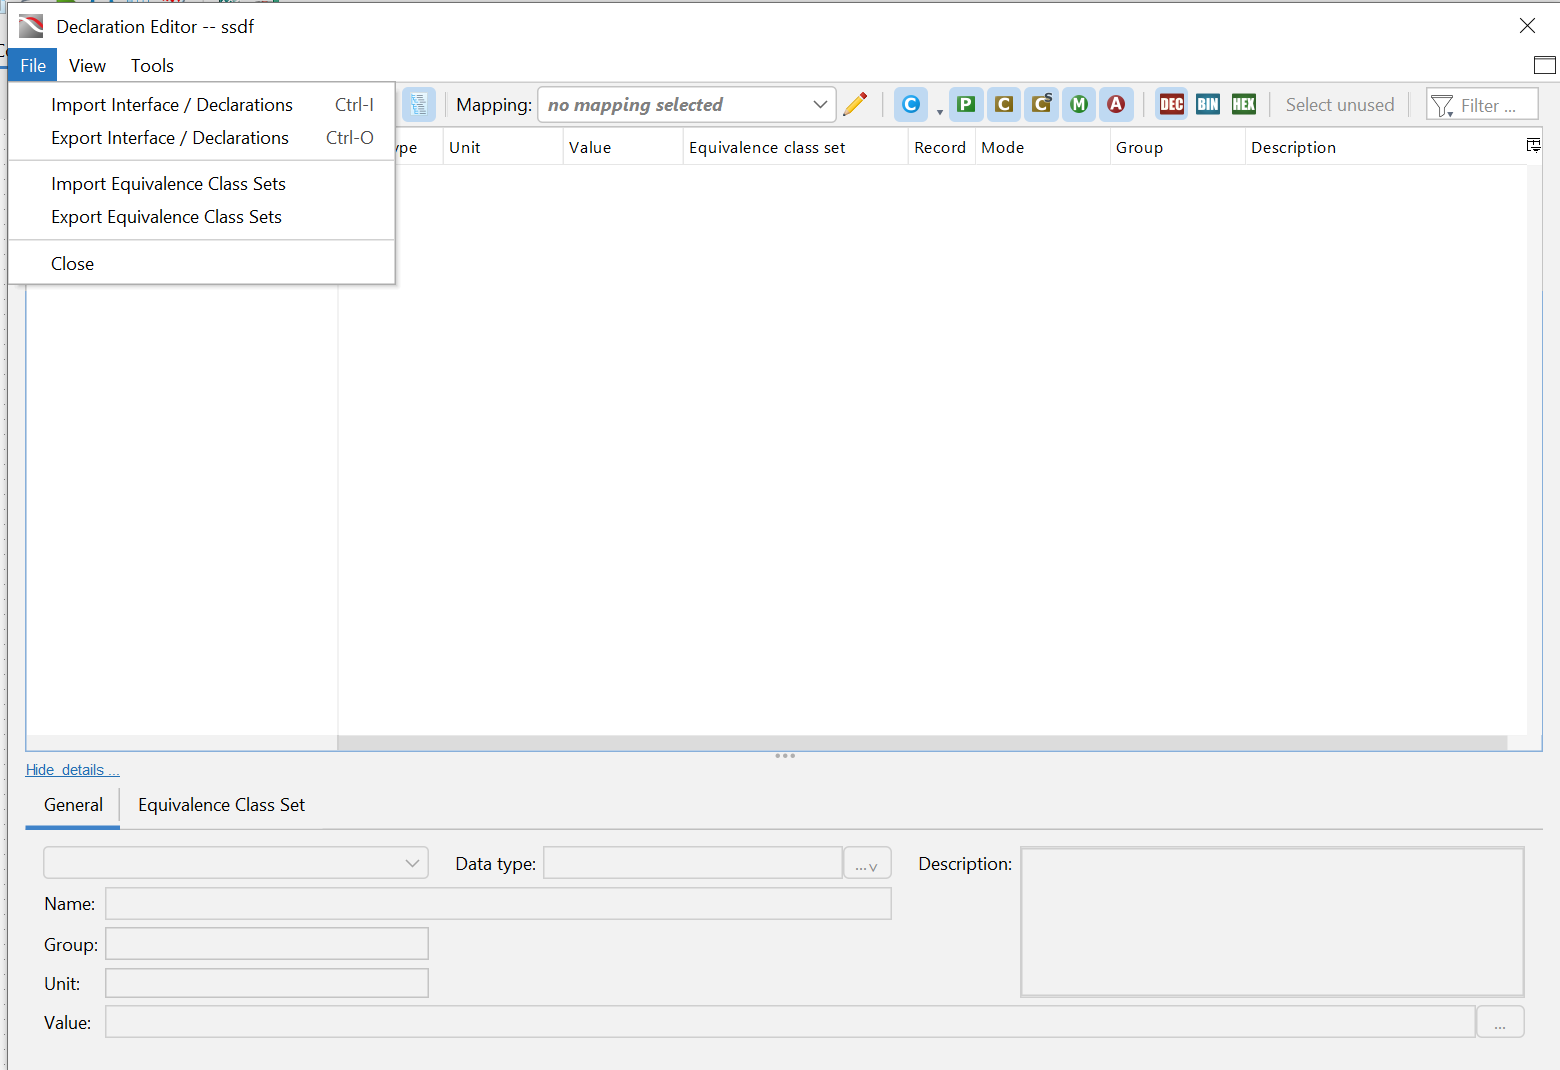 Declaration Editor -- ssdf
File View Tools
Import Interface / Declarations Ctrl-I
Export Interface / Declarations Ctrl-O
Import Equivalence Class Sets
Export Equivalence Class Sets
Close
Mapping: no mapping selected C P C CS M A DEC BIN HEX Select unused Filter ...
ype Unit Value Equivalence class set Record Mode Group Description
Hide details ...
General Equivalence Class Set
Data type: ... Description:
Name:
Group:
Unit:
Value: ...